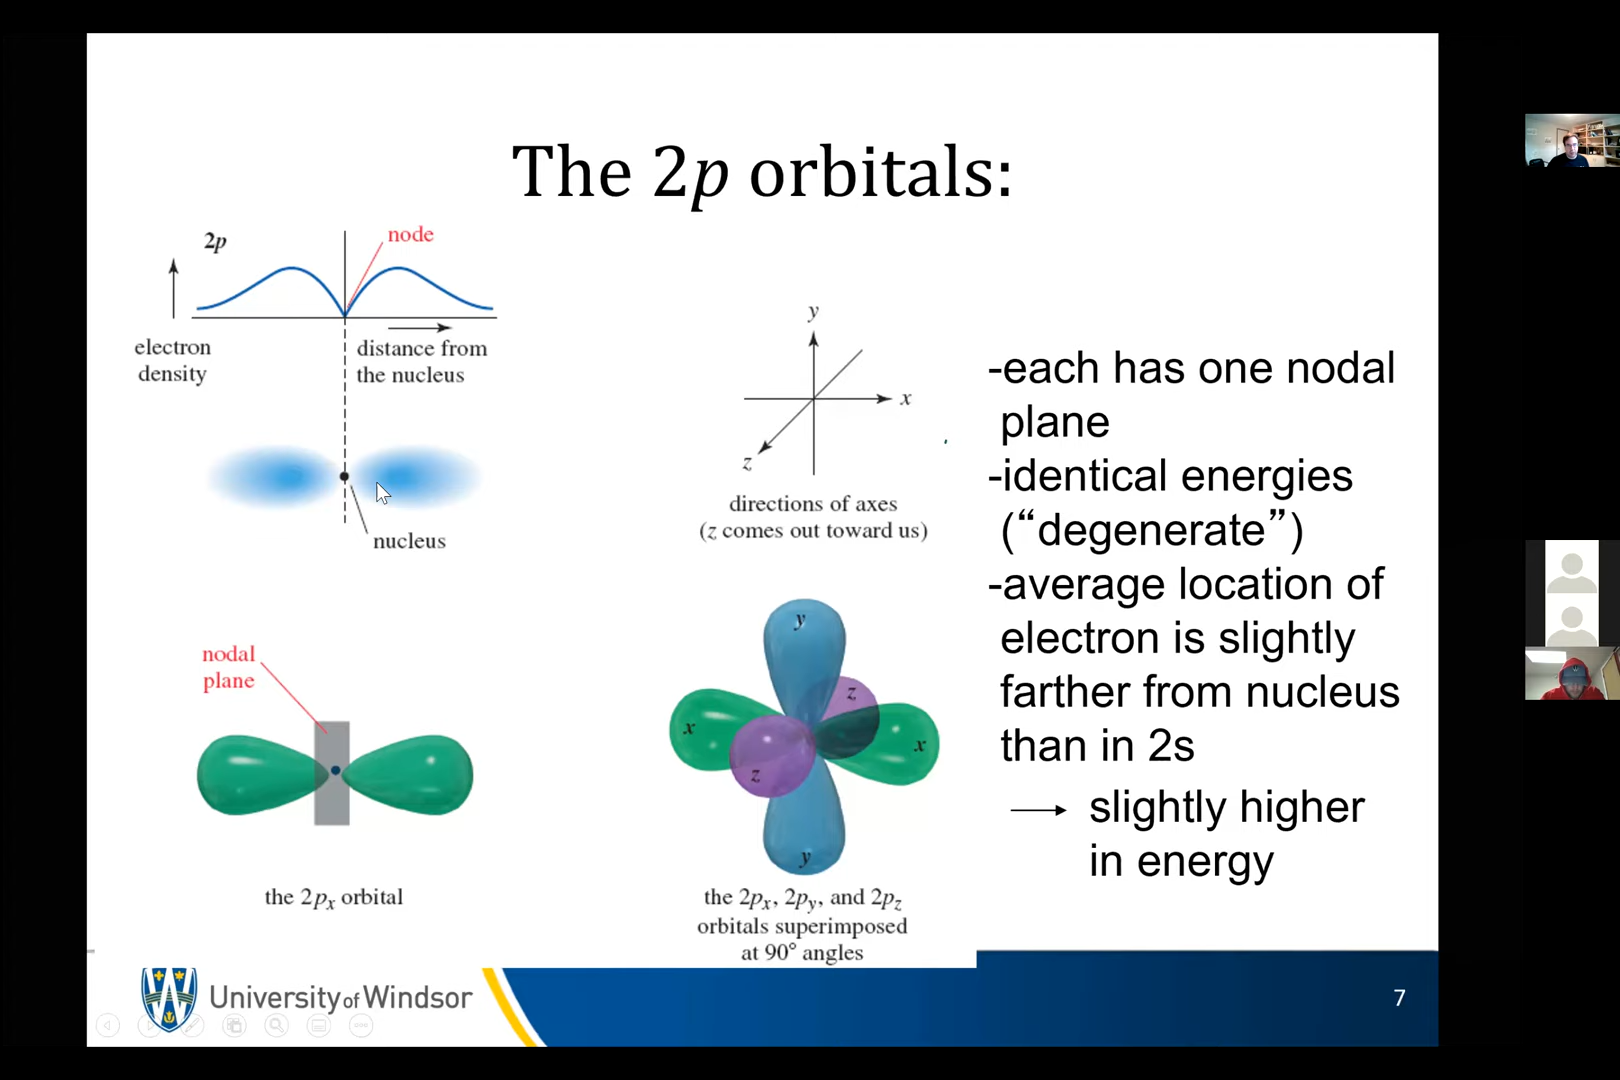 The 2p orbitals:
2p
node
electron
density
distance from
the nucleus
nucleus
y
x
z
directions of axes
(z comes out toward us)
nodal
plane
the 2pₓ orbital
y
z
x
x
z
y
the 2pₓ, 2pᵧ, and 2p_z
orbitals superimposed
at 90° angles
-each has one nodal
plane
-identical energies
(“degenerate”)
-average location of
electron is slightly
farther from nucleus
than in 2s
slightly higher
in energy
University of Windsor
7